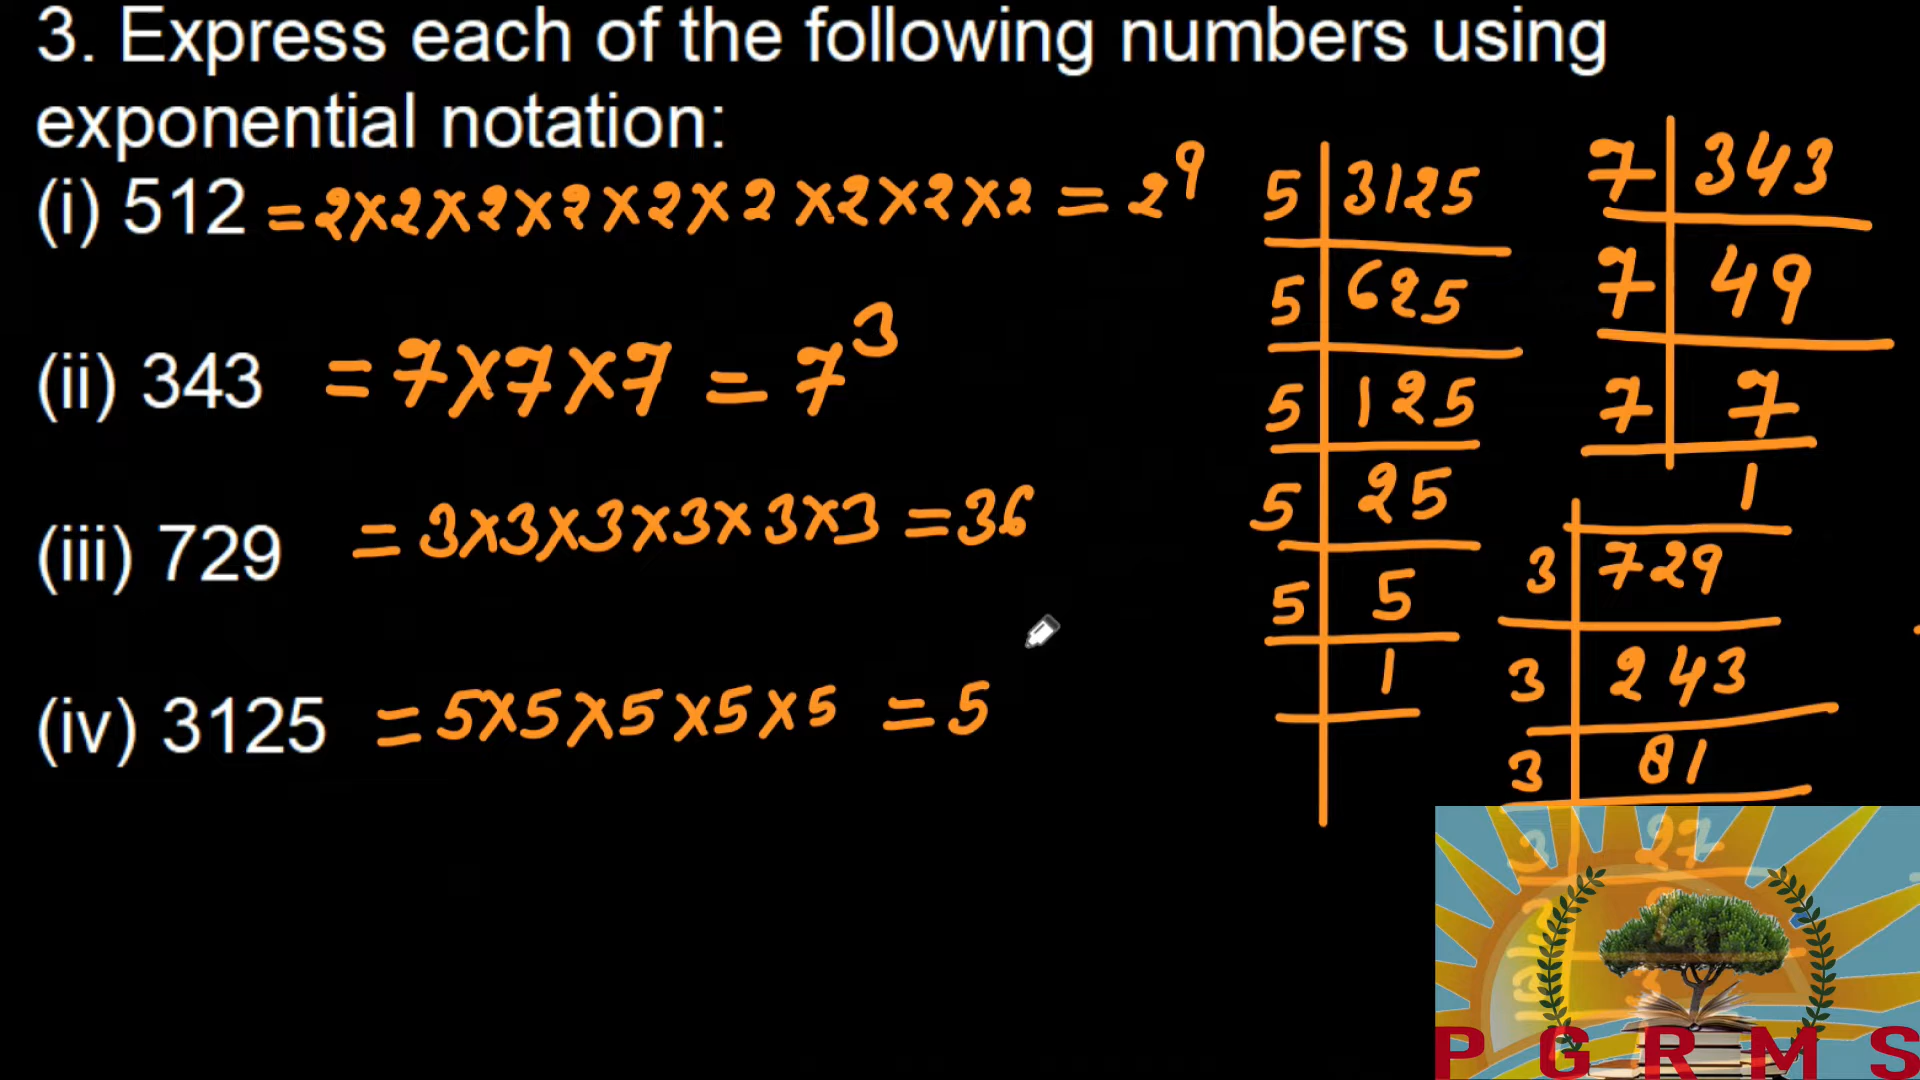 3. Express each of the following numbers using
exponential notation:
(i) 512 = 2×2×2×2×2×2×2×2×2 = 2⁹
(ii) 343 = 7×7×7 = 7³
(iii) 729 = 3×3×3×3×3×3 = 36
(iv) 3125 = 5×5×5×5×5 = 5
5 3125
5 625
5 125
5 25
5 5
1
7 343
7 49
7 7
1
3 729
3 243
3 81
3 27
P G R M S